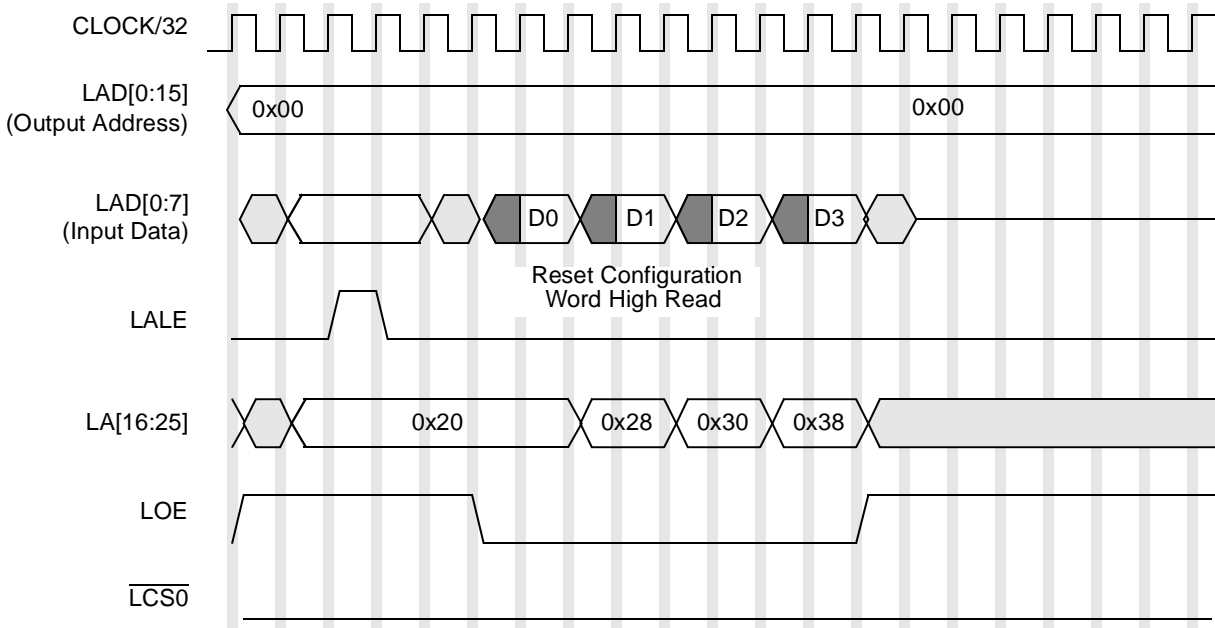 CLOCK/32
LAD[0:15]
(Output Address)
0x00
0x00
LAD[0:7]
(Input Data)
D0
D1
D2
D3
Reset Configuration
Word High Read
LALE
LA[16:25]
0x20
0x28
0x30
0x38
LOE
LCS0